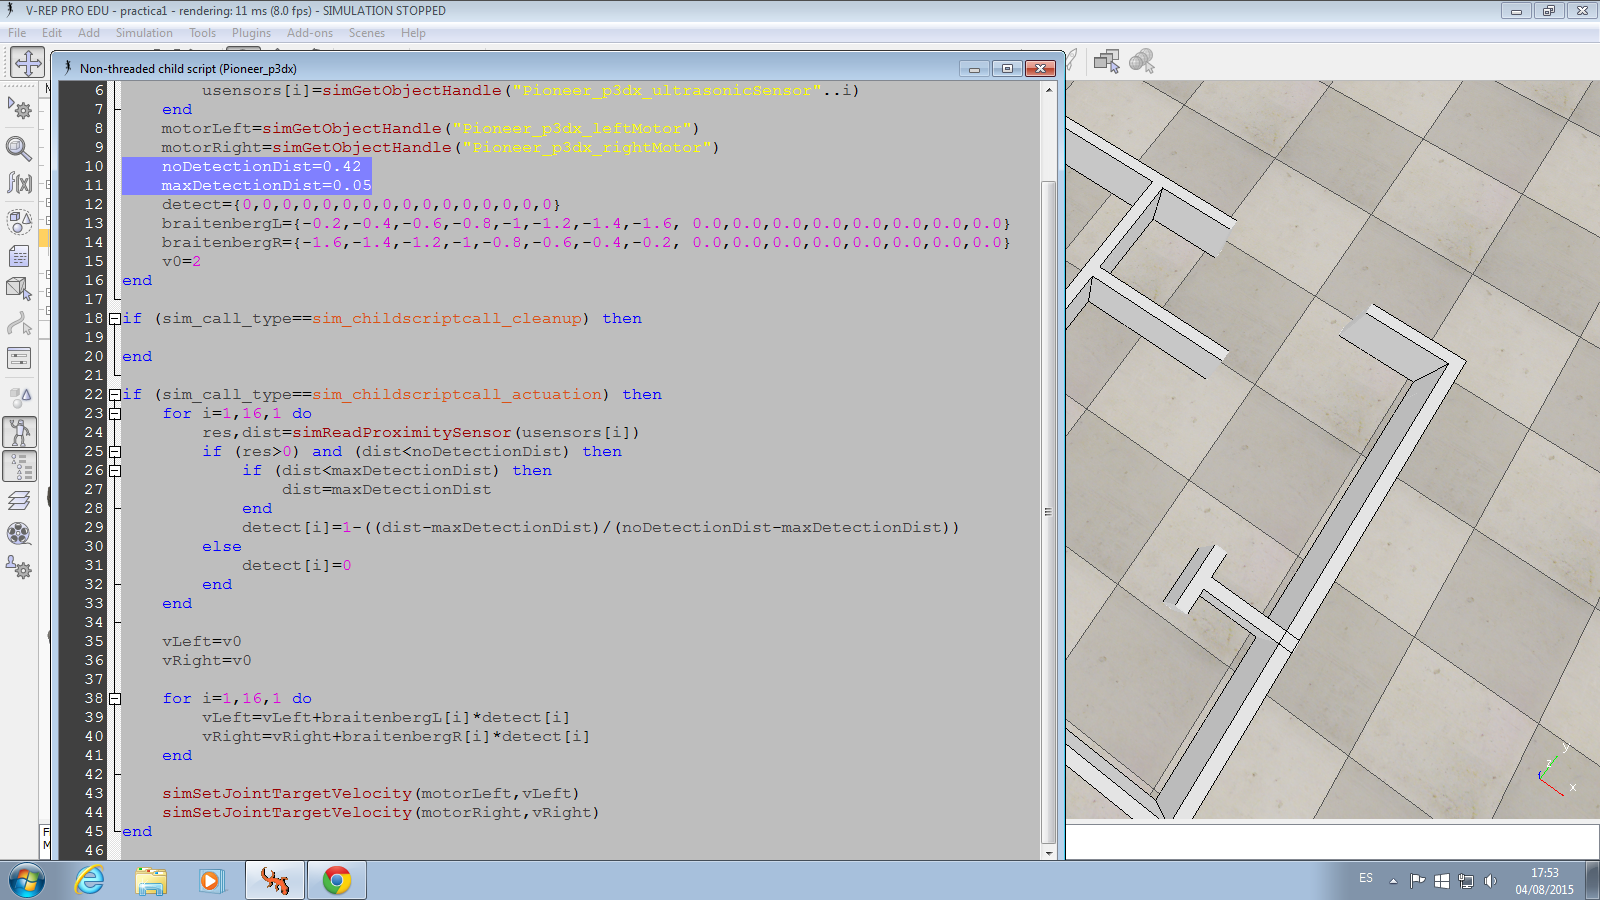 V-REP PRO EDU - practica1 - rendering: 11 ms (8.0 fps) - SIMULATION STOPPED
File Edit Add Simulation Tools Plugins Add-ons Scenes Help
Non-threaded child script (Pioneer_p3dx)
6 usensors[i]=simGetObjectHandle("Pioneer_p3dx_ultrasonicSensor"..i)
7 end
8 motorLeft=simGetObjectHandle("Pioneer_p3dx_leftMotor")
9 motorRight=simGetObjectHandle("Pioneer_p3dx_rightMotor")
10 noDetectionDist=0.42
11 maxDetectionDist=0.05
12 detect={0,0,0,0,0,0,0,0,0,0,0,0,0,0,0,0}
13 braitenbergL={-0.2,-0.4,-0.6,-0.8,-1,-1.2,-1.4,-1.6, 0.0,0.0,0.0,0.0,0.0,0.0,0.0,0.0}
14 braitenbergR={-1.6,-1.4,-1.2,-1,-0.8,-0.6,-0.4,-0.2, 0.0,0.0,0.0,0.0,0.0,0.0,0.0,0.0}
15 v0=2
16 end
17
18 if (sim_call_type==sim_childscriptcall_cleanup) then
19
20 end
21
22 if (sim_call_type==sim_childscriptcall_actuation) then
23 for i=1,16,1 do
24 res,dist=simReadProximitySensor(usensors[i])
25 if (res>0) and (dist<noDetectionDist) then
26 if (dist<maxDetectionDist) then
27 dist=maxDetectionDist
28 end
29 detect[i]=1-((dist-maxDetectionDist)/(noDetectionDist-maxDetectionDist))
30 else
31 detect[i]=0
32 end
33 end
34
35 vLeft=v0
36 vRight=v0
37
38 for i=1,16,1 do
39 vLeft=vLeft+braitenbergL[i]*detect[i]
40 vRight=vRight+braitenbergR[i]*detect[i]
41 end
42
43 simSetJointTargetVelocity(motorLeft,vLeft)
44 simSetJointTargetVelocity(motorRight,vRight)
45 end
46
f(x)
y
z
x
ES
17:53
04/08/2015